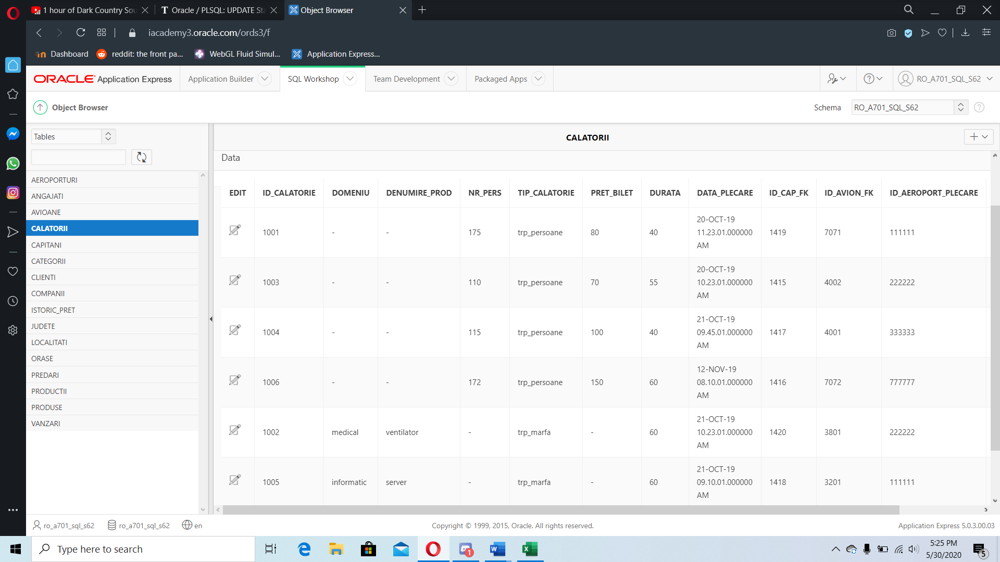 1 hour of Dark Country Sou
Oracle / PLSQL: UPDATE Sta
Object Browser
iacademy3.oracle.com/ords3/f
Dashboard
reddit: the front pa...
WebGL Fluid Simul...
Application Express...
ORACLE Application Express
Application Builder
SQL Workshop
Team Development
Packaged Apps
RO_A701_SQL_S62
Object Browser
Schema
RO_A701_SQL_S62
Tables
CALATORII
Data
AEROPORTURI
ANGAJATI
AVIOANE
CALATORII
CAPITANI
CATEGORII
CLIENTI
COMPANII
ISTORIC_PRET
JUDETE
LOCALITATI
ORASE
PREDARI
PRODUCTII
PRODUSE
VANZARI
EDIT ID_CALATORIE DOMENIU DENUMIRE_PROD NR_PERS TIP_CALATORIE PRET_BILET DURATA DATA_PLECARE ID_CAP_FK ID_AVION_FK ID_AEROPORT_PLECARE
1001 - - 175 trp_persoane 80 40 20-OCT-19 11.23.01.000000 AM 1419 7071 111111
1003 - - 110 trp_persoane 70 55 20-OCT-19 10.23.01.000000 AM 1415 4002 222222
1004 - - 115 trp_persoane 100 40 21-OCT-19 09.45.01.000000 AM 1417 4001 333333
1006 - - 172 trp_persoane 150 60 12-NOV-19 08.10.01.000000 AM 1416 7072 777777
1002 medical ventilator - trp_marfa - 60 21-OCT-19 10.23.01.000000 AM 1420 3801 222222
1005 informatic server - trp_marfa - 60 21-OCT-19 09.10.01.000000 AM 1418 3201 111111
ro_a701_sql_s62
ro_a701_sql_s62
en
Copyright © 1999, 2015, Oracle. All rights reserved.
Application Express 5.0.3.00.03
Type here to search
1
5:25 PM
5/30/2020
5